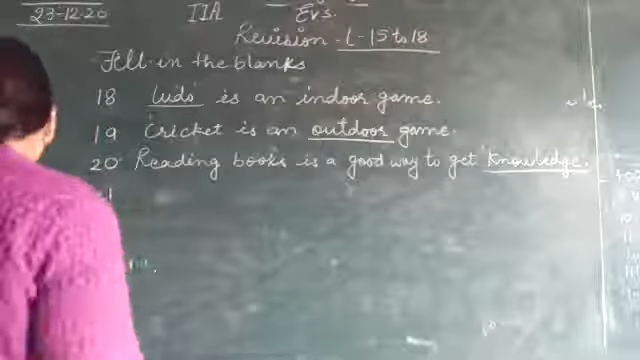 23-12-20 IIA Evs.
Revision - L-15 to 18
Fill in the blanks
18 ludo is an indoor game.
19 Cricket is an outdoor game.
20 Reading books is a good way to get knowledge.